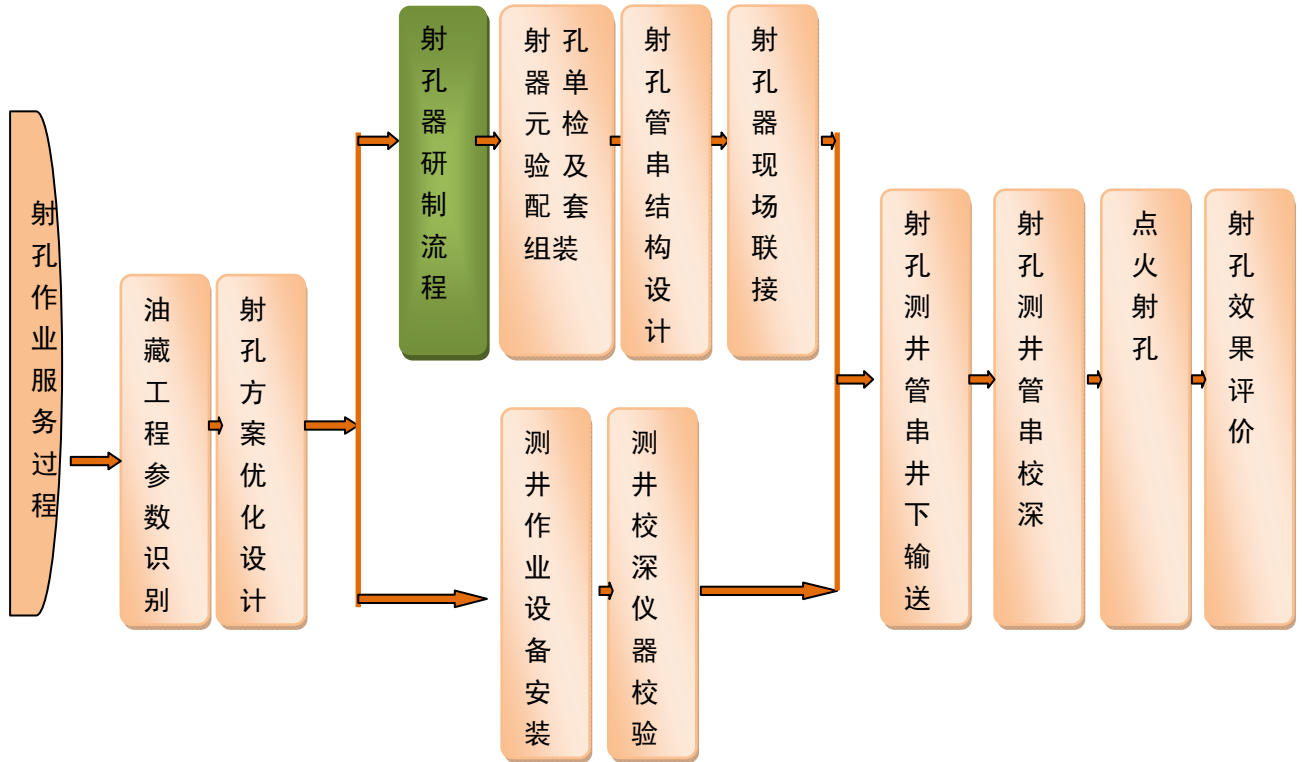 射孔作业服务过程
油藏工程参数识别
射孔方案优化设计
射孔器研制流程
射孔器单元检验及配套组装
射孔管串结构设计
射孔器现场联接
测井作业设备安装
测井校深仪器校验
射孔测井管串井下输送
射孔测井管串校深
点火射孔
射孔效果评价